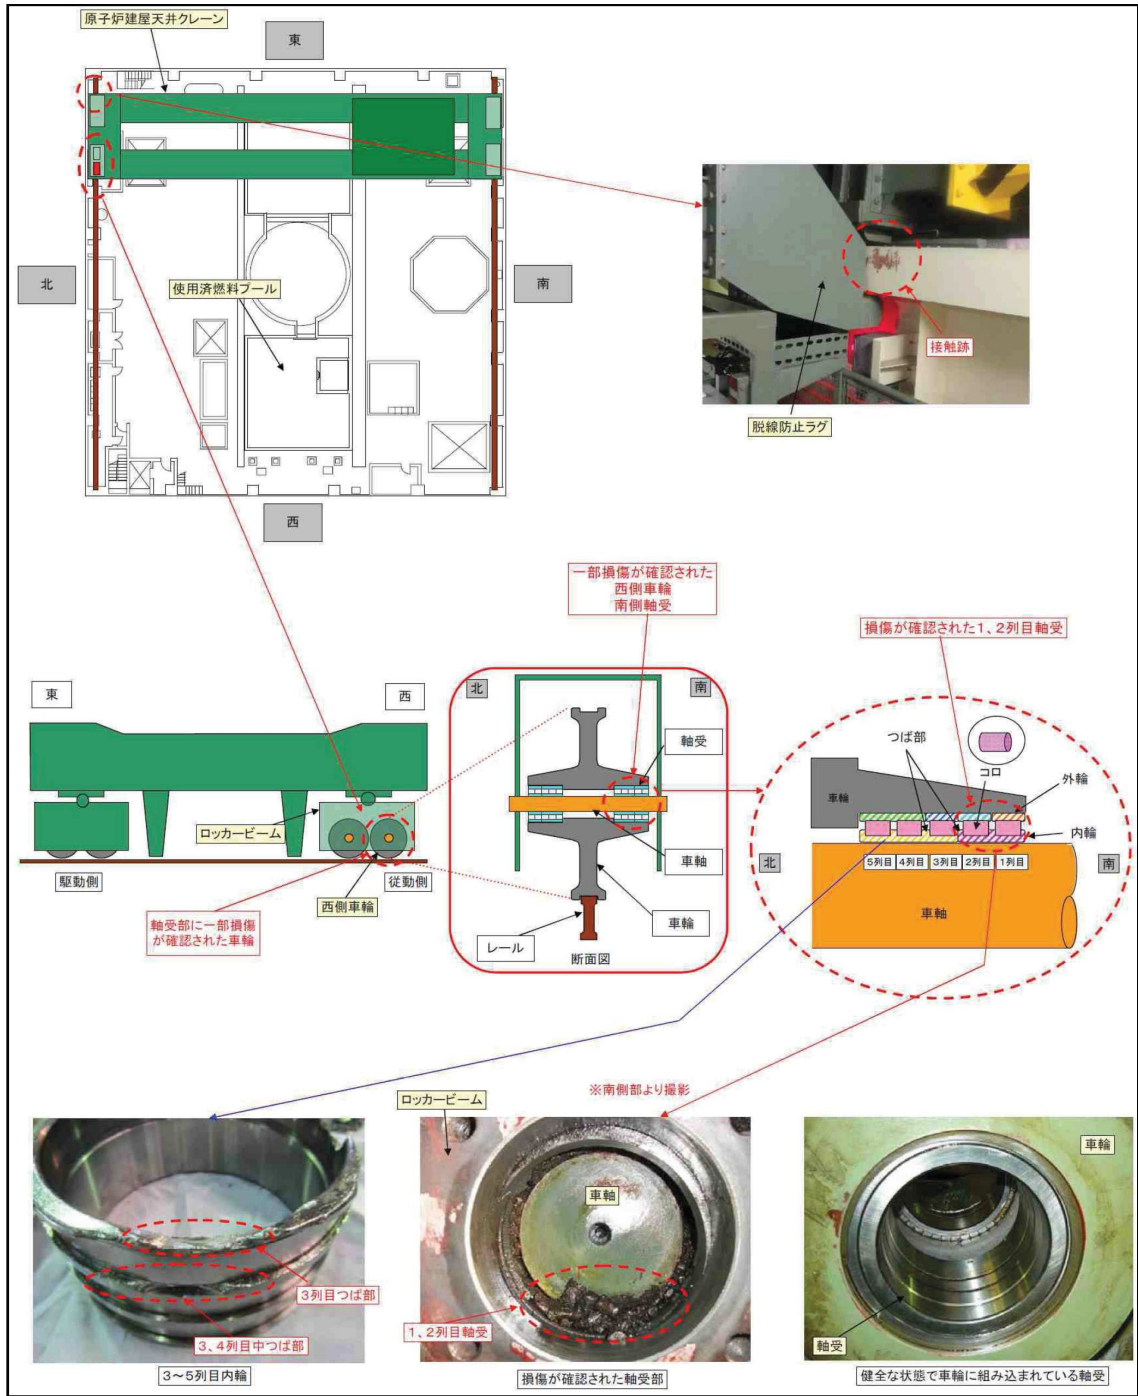 原子炉建屋天井クレーン
東
北
南
使用済燃料プール
接触跡
脱線防止ラグ
西
一部損傷が確認された
西側車輪
南側軸受
損傷が確認された1、2列目軸受
東
西
北
南
軸受
つば部
コロ
外輪
車輪
ロッカービーム
内輪
車軸
北
5列目
4列目
3列目
2列目
1列目
南
駆動側
従動側
西側車輪
軸受部に一部損傷
が確認された車輪
車輪
レール
断面図
車軸
※南側部より撮影
ロッカービーム
車輪
車軸
3列目つば部
3、4列目中つば部
1、2列目軸受
軸受
3～5列目内輪
損傷が確認された軸受部
健全な状態で車輪に組み込まれている軸受